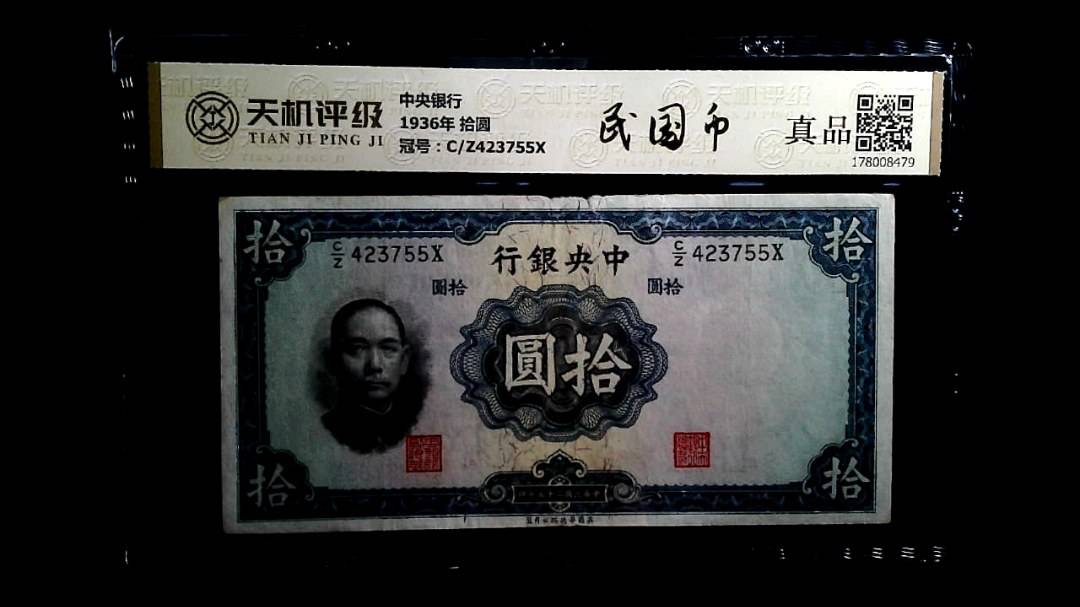 天机评级
TIAN JI PING JI
中央银行
1936年 拾圆
冠号：C/Z423755X
民国币
真品
178008479
拾
C/Z 423755X
行銀央中
C/Z 423755X
拾
圓拾
圓拾
圓拾
拾
拾